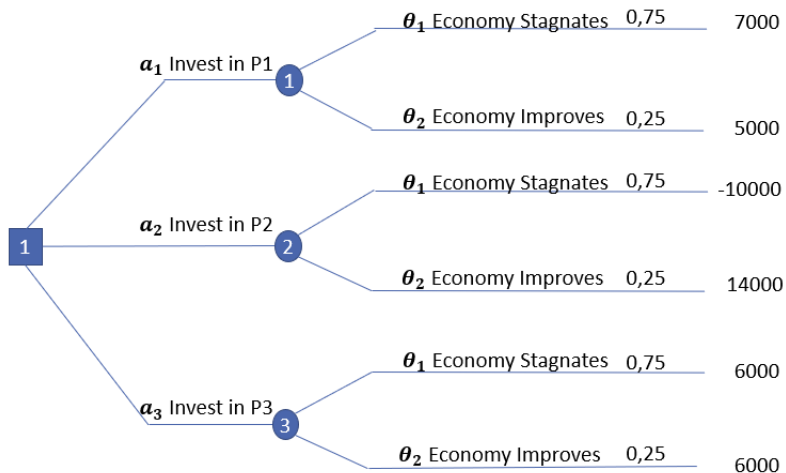 θ₁ Economy Stagnates 0,75 7000
a₁ Invest in P1
1
θ₂ Economy Improves 0,25 5000
θ₁ Economy Stagnates 0,75 -10000
a₂ Invest in P2
1
2
θ₂ Economy Improves 0,25 14000
θ₁ Economy Stagnates 0,75 6000
a₃ Invest in P3
3
θ₂ Economy Improves 0,25 6000